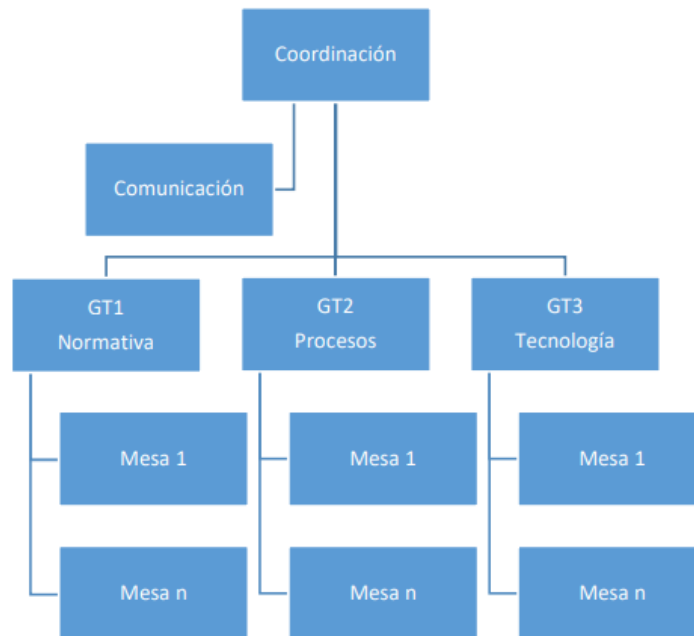 Coordinación
Comunicación
GT1
Normativa
GT2
Procesos
GT3
Tecnología
Mesa 1
Mesa 1
Mesa 1
Mesa n
Mesa n
Mesa n